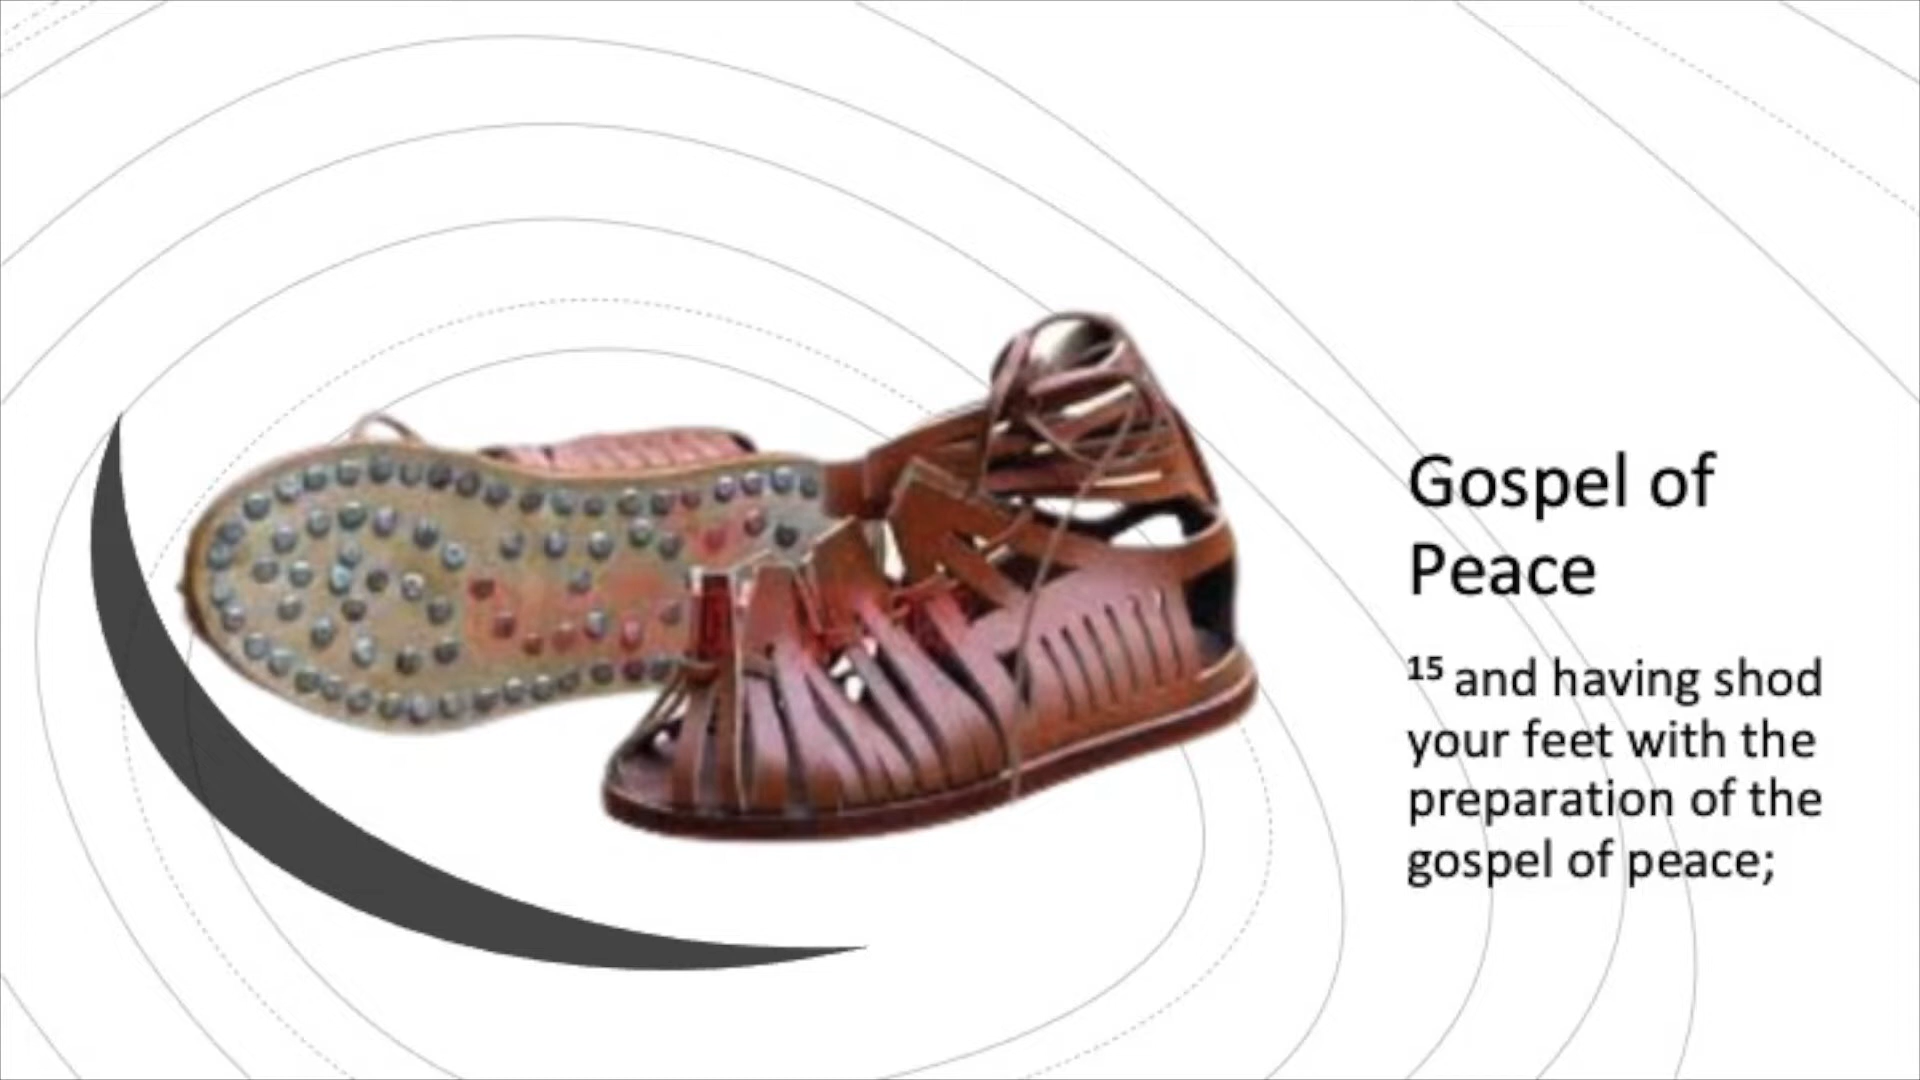 Gospel of
Peace
15 and having shod
your feet with the
preparation of the
gospel of peace;